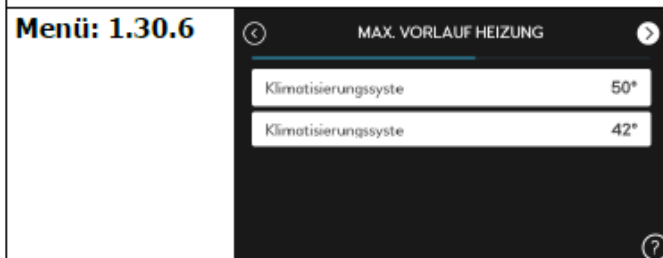 Menü: 1.30.6
MAX. VORLAUF HEIZUNG
Klimatisierungssyste 50°
Klimatisierungssyste 42°
?